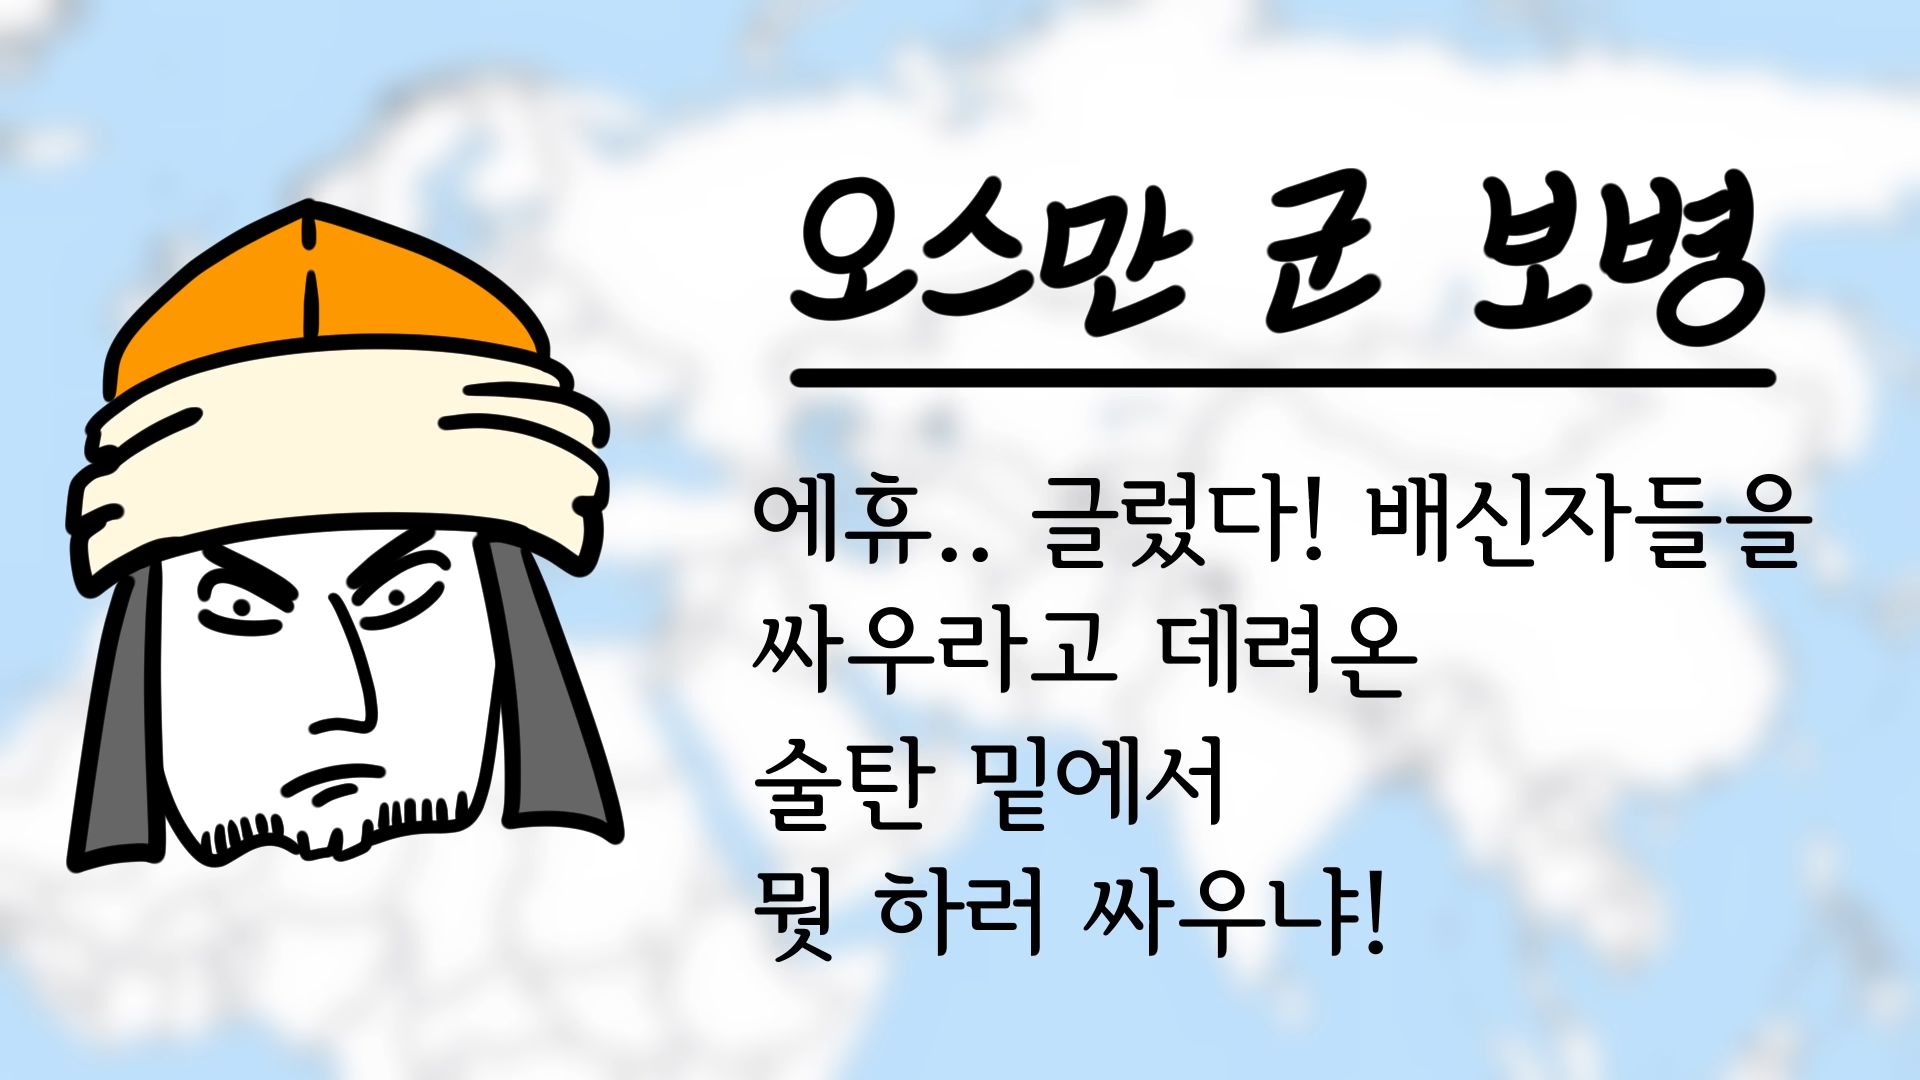 오스만 군 보병
에휴.. 글렀다! 배신자들을
싸우라고 데려온
술탄 밑에서
뭣 하러 싸우냐!